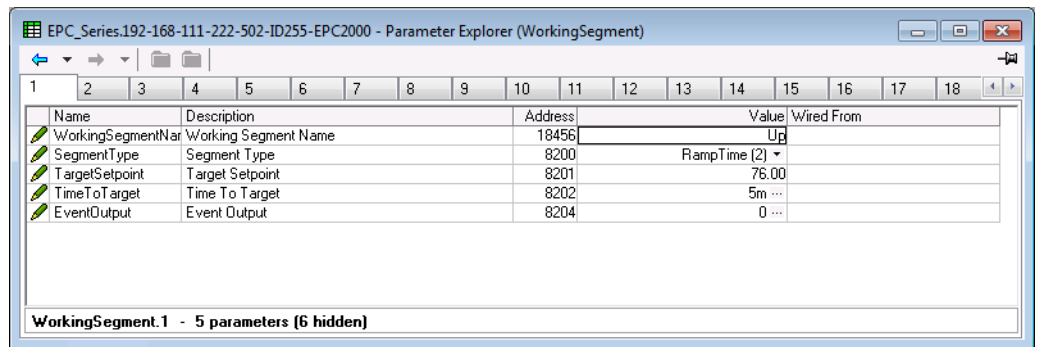 EPC_Series.192-168-111-222-502-ID255-EPC2000 - Parameter Explorer (WorkingSegment)
1 2 3 4 5 6 7 8 9 10 11 12 13 14 15 16 17 18
Name Description Address Value Wired From
WorkingSegmentNar Working Segment Name 18456 Up
SegmentType Segment Type 8200 RampTime (2)
TargetSetpoint Target Setpoint 8201 76.00
TimeToTarget Time To Target 8202 5m ...
EventOutput Event Output 8204 0 ...
WorkingSegment.1 - 5 parameters (6 hidden)